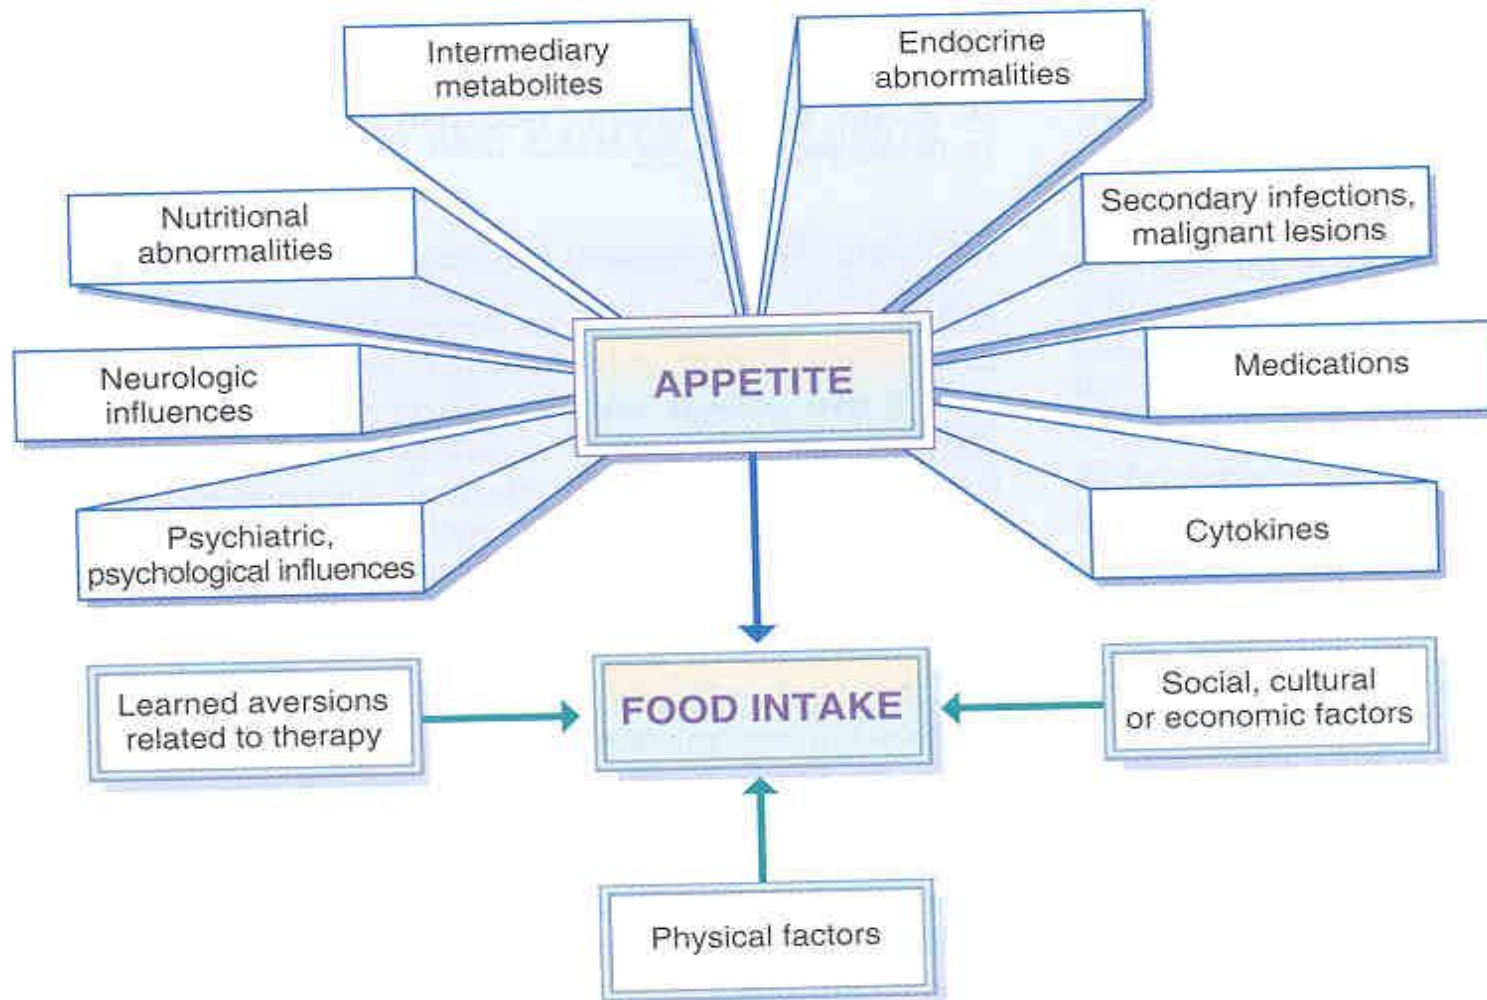 Intermediary
metabolites
Endocrine
abnormalities
Nutritional
abnormalities
Secondary infections,
malignant lesions
Neurologic
influences
APPETITE
Medications
Psychiatric,
psychological influences
Cytokines
Learned aversions
related to therapy
FOOD INTAKE
Social, cultural
or economic factors
Physical factors